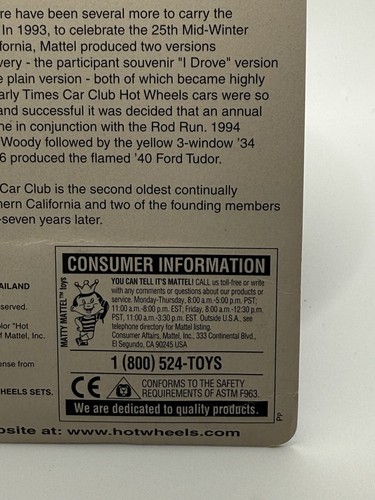 re have been several more to carry the
In 1993, to celebrate the 25th Mid-Winter
fornia, Mattel produced two versions
very - the participant souvenir "I Drove" version
e plain version - both of which became highly
arly Times Car Club Hot Wheels cars were so
and successful it was decided that an annual
ne in conjunction with the Rod Run. 1994
Woody followed by the yellow 3-window '34
6 produced the flamed '40 Ford Tudor.
Car Club is the second oldest continually
hern California and two of the founding members
-seven years later.
AILAND
served.
olor "Hot
f Mattel, Inc.
ense from
WHEELS SETS.
CONSUMER INFORMATION
MATTY MATTEL™ toys
YOU CAN TELL IT'S MATTEL! CALL us toll-free or write
with any comments or questions about our products or
service, Monday-Thursday, 8:00 a.m.-5:00 p.m. PST;
11:00 a.m.-8:00 p.m. EST; Friday, 8:00 a.m.-12:30 p.m.
PST, 11:00 a.m.-3:30 p.m. EST. Outside U.S.A., see
telephone directory for Mattel listing.
Consumer Affairs, Mattel, Inc., 333 Continental Blvd.,
El Segundo, CA 90245 USA
1 (800) 524-TOYS
CE
CONFORMS TO THE SAFETY
REQUIREMENTS OF ASTM F963.
We are dedicated to quality products.
PP
bsite at: www.hotwheels.com